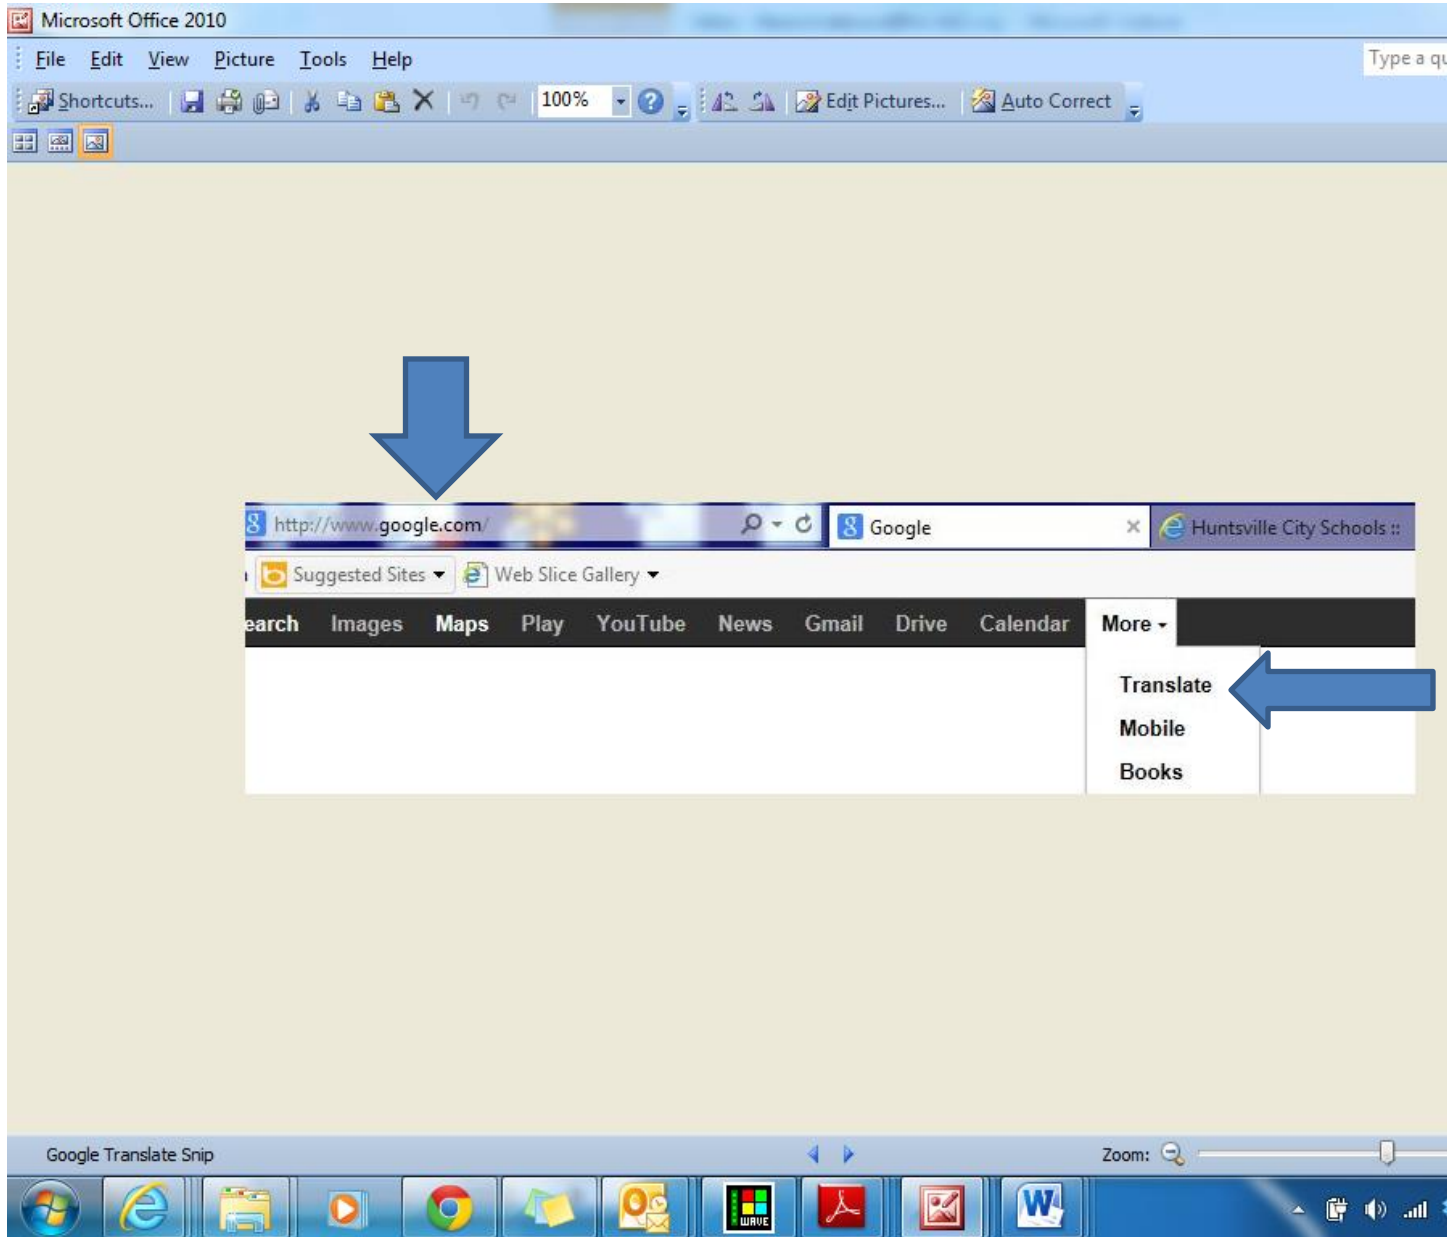 Microsoft Office 2010
File Edit View Picture Tools Help Type a qu
Shortcuts... 100% Edit Pictures... Auto Correct
http://www.google.com/ Google Huntsville City Schools ::
Suggested Sites Web Slice Gallery
earch Images Maps Play YouTube News Gmail Drive Calendar More
Translate
Mobile
Books
Google Translate Snip Zoom:
WAVE